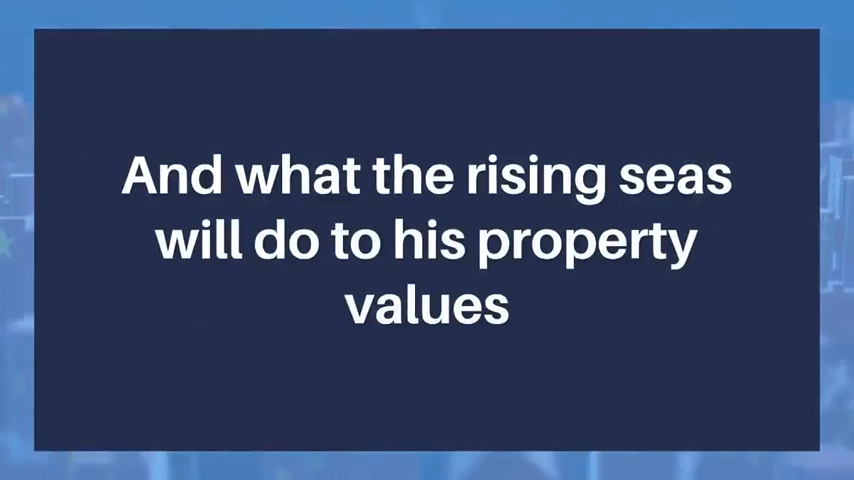 And what the rising seas
will do to his property
values